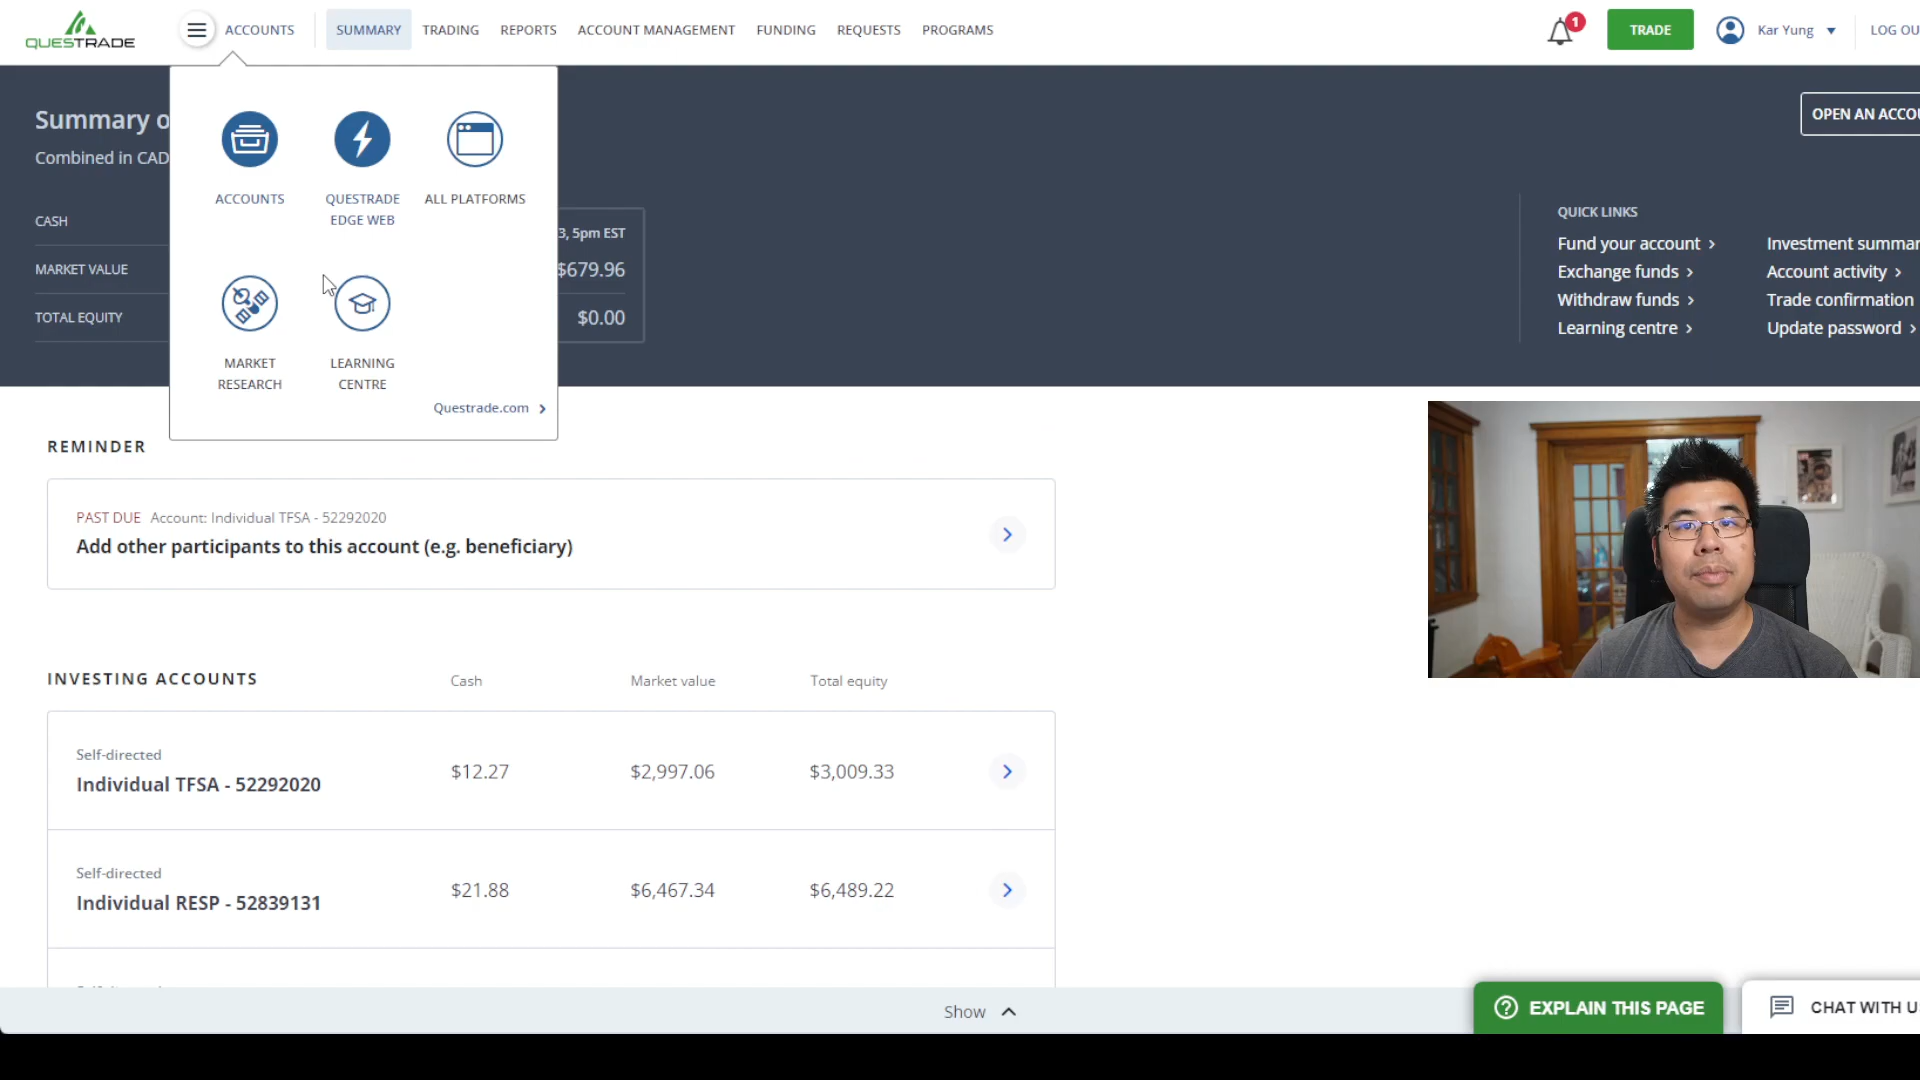 QUESTRADE
ACCOUNTS
SUMMARY
TRADING
REPORTS
ACCOUNT MANAGEMENT
FUNDING
REQUESTS
PROGRAMS
1
TRADE
Kar Yung
LOG OU
Summary o
Combined in CAD
OPEN AN ACCOU
CASH
MARKET VALUE
TOTAL EQUITY
ACCOUNTS
QUESTRADE
EDGE WEB
ALL PLATFORMS
MARKET
RESEARCH
LEARNING
CENTRE
Questrade.com
3, 5pm EST
$679.96
$0.00
QUICK LINKS
Fund your account
Exchange funds
Withdraw funds
Learning centre
Investment summar
Account activity
Trade confirmation
Update password
REMINDER
PAST DUE Account: Individual TFSA - 52292020
Add other participants to this account (e.g. beneficiary)
INVESTING ACCOUNTS
Cash
Market value
Total equity
Self-directed
Individual TFSA - 52292020
$12.27
$2,997.06
$3,009.33
Self-directed
Individual RESP - 52839131
$21.88
$6,467.34
$6,489.22
Show
EXPLAIN THIS PAGE
CHAT WITH U